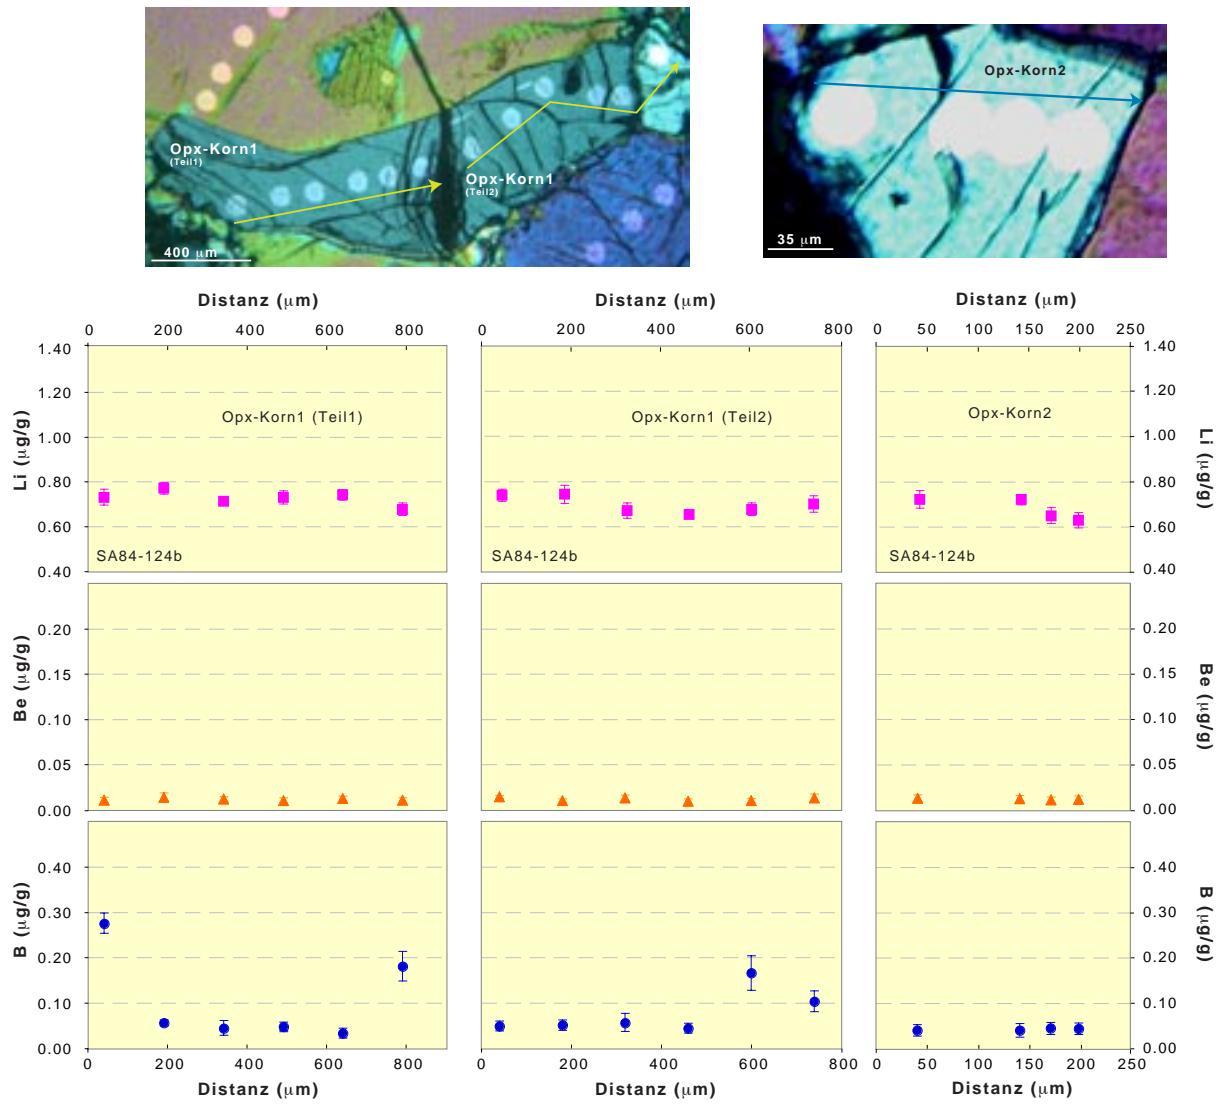 Opx-Korn1
(Teil1)
Opx-Korn1
(Teil2)
400 μm
Opx-Korn2
35 μm
Distanz (μm) Distanz (μm) Distanz (μm)
0 200 400 600 800 0 200 400 600 800 0 50 100 150 200 250
Li (μg/g)
1.40
1.20
1.00
0.80
0.60
0.40
Opx-Korn1 (Teil1)
SA84-124b
Opx-Korn1 (Teil2)
SA84-124b
Opx-Korn2
SA84-124b
1.40
1.20
1.00
0.80
0.60
0.40
Li (μg/g)
Be (μg/g)
0.20
0.15
0.10
0.05
0.00
0.20
0.15
0.10
0.05
0.00
Be (μg/g)
B (μg/g)
0.40
0.30
0.20
0.10
0.00
0.40
0.30
0.20
0.10
0.00
B (μg/g)
0 200 400 600 800 0 200 400 600 800 0 50 100 150 200 250
Distanz (μm) Distanz (μm) Distanz (μm)